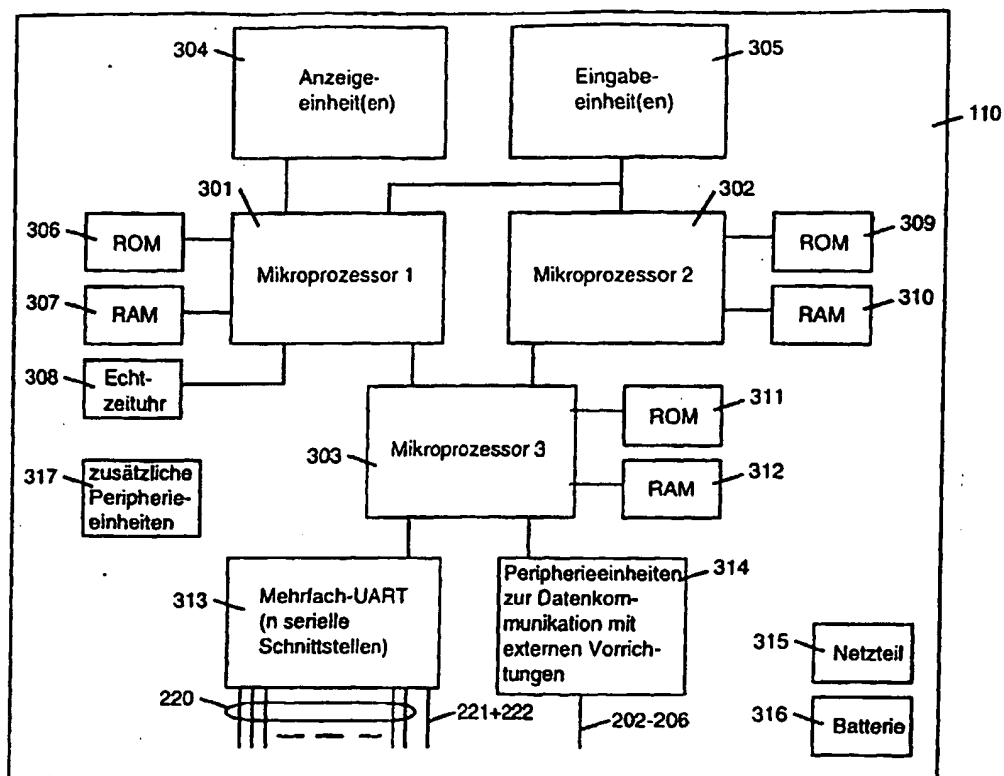 304
Anzeige-
einheit(en)
Eingabe-
einheit(en)
305
110
301
302
306
ROM
Mikroprozessor 1
Mikroprozessor 2
ROM
309
307
RAM
RAM
310
308
Echt-
zeituhr
303
Mikroprozessor 3
ROM
311
RAM
312
317
zusätzliche
Peripherie-
einheiten
313
Mehrfach-UART
(n serielle
Schnittstellen)
Peripherieeinheiten
zur Datenkom-
munikation mit
externen Vorrich-
tungen
314
315
Netzteil
316
Batterie
220
221+222
202-206